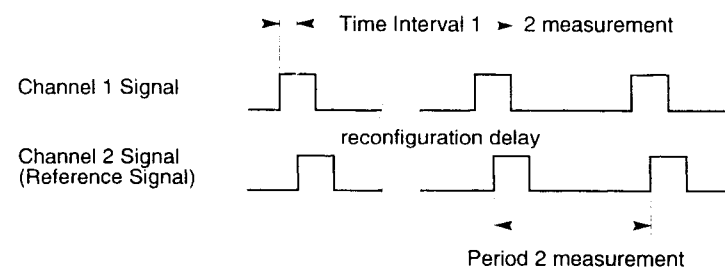 Time Interval 1 ➤ 2 measurement
Channel 1 Signal
reconfiguration delay
Channel 2 Signal
(Reference Signal)
Period 2 measurement